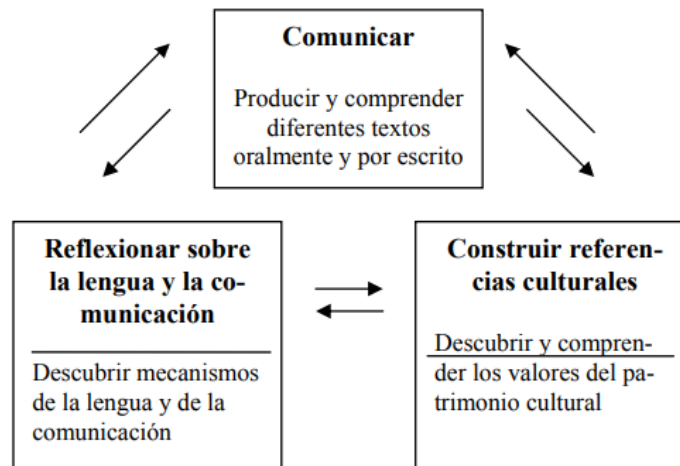 Comunicar
Producir y comprender
diferentes textos
oralmente y por escrito
Reflexionar sobre
la lengua y la co-
municación
Descubrir mecanismos
de la lengua y de la
comunicación
Construir referen-
cias culturales
Descubrir y compren-
der los valores del pa-
trimonio cultural